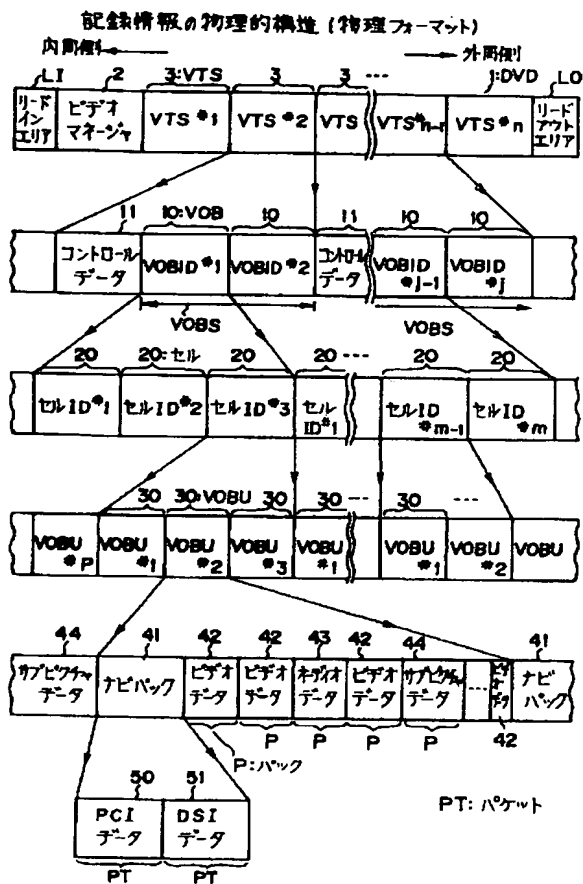 記録情報の物理的構造(物理フォーマット)
内周側 外周側
LI 2 3:VTS 3 3 --- 1:DVD LO
リードインエリア ビデオマネージャ VTS #1 VTS #2 VTS VTS#n-1 VTS #n リードアウトエリア
11 10:VOB 10 11 10 10
コントロールデータ VOBID #1 VOBID #2 コントロールデータ VOBID #j-1 VOBID #j
VOBS VOBS
20 20:セル 20 20 --- 20 20
セルID#1 セルID#2 セルID#3 セルID#1 セルID #m-1 セルID #m
30 30:VOBU 30 30 --- 30 ---
VOBU #P VOBU #1 VOBU #2 VOBU #3 VOBU #1 VOBU #1 VOBU #2 VOBU
44 41 42 42 43 42 44 41
サブピクチャデータ ナビパック ビデオデータ ビデオデータ オーディオデータ ビデオデータ サブピクチャデータ ---- ビデオデータ ナビパック
42
P P P P
P:パック
50 51
PCIデータ DSIデータ
PT PT
PT:パケット